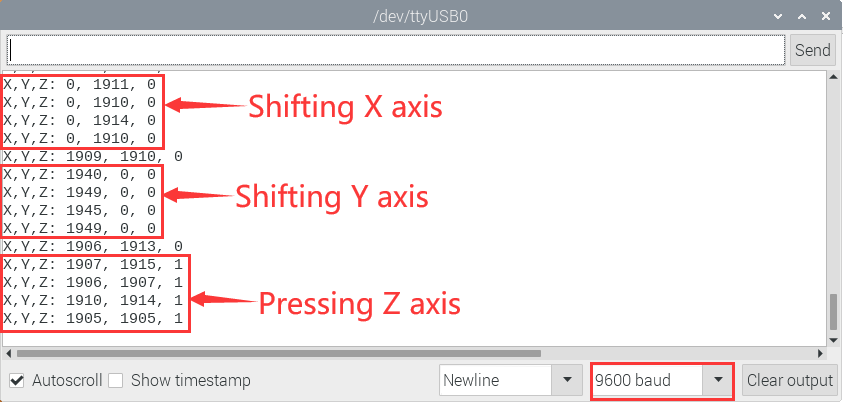 /dev/ttyUSB0
Send
X,Y,Z: 0, 1911, 0
X,Y,Z: 0, 1910, 0
X,Y,Z: 0, 1914, 0
X,Y,Z: 0, 1910, 0
Shifting X axis
X,Y,Z: 1909, 1910, 0
X,Y,Z: 1940, 0, 0
X,Y,Z: 1949, 0, 0
X,Y,Z: 1945, 0, 0
X,Y,Z: 1949, 0, 0
Shifting Y axis
X,Y,Z: 1906, 1913, 0
X,Y,Z: 1907, 1915, 1
X,Y,Z: 1906, 1907, 1
X,Y,Z: 1910, 1914, 1
X,Y,Z: 1905, 1905, 1
Pressing Z axis
Autoscroll Show timestamp Newline 9600 baud Clear output